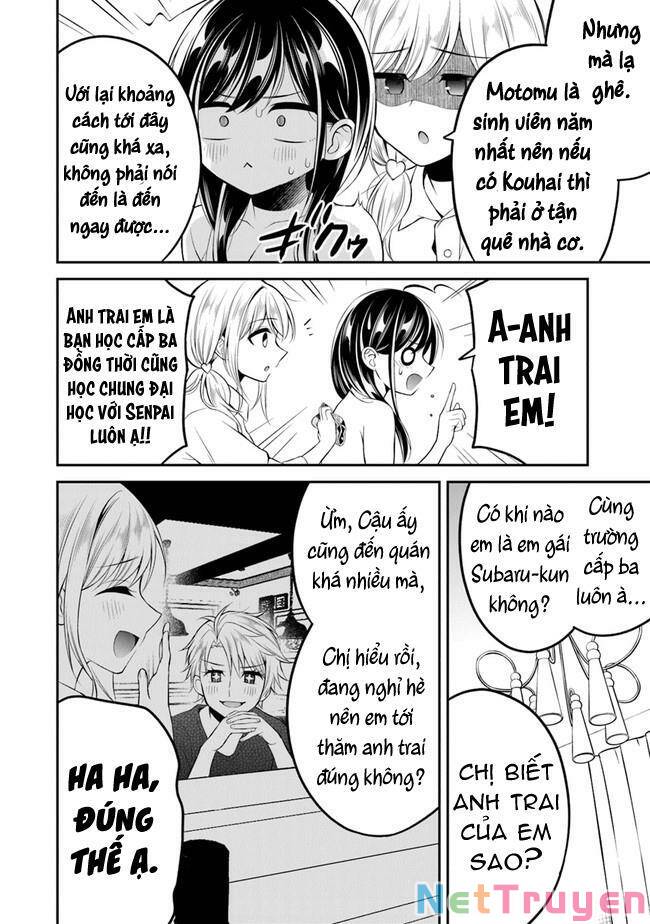 Nhưng
mà lạ
ghê.
Motomu là
sinh viên năm
nhất nên nếu
có Kouhai thì
phải ở tận
quê nhà cơ.
Với lại khoảng
cách tới đây
cũng khá xa,
không phải nói
đến là đến
ngay được...
ギクゥ
A-anh
trai
em!
Anh trai em là
bạn học cấp ba
đồng thời cũng
học chung đại
học với Senpai
luôn ạ!!
Cùng
trường
cấp ba
luôn à...
Có khi nào
em là em gái
Subaru-kun
không?
Chị biết
anh trai
của em
sao?
Ừm, Cậu ấy
cũng đến quán
khá nhiều mà,
Chị hiểu rồi,
đang nghỉ hè
nên em tới
thăm anh trai
đúng không?
Ha ha,
đúng
thế ạ.
NetTruyen